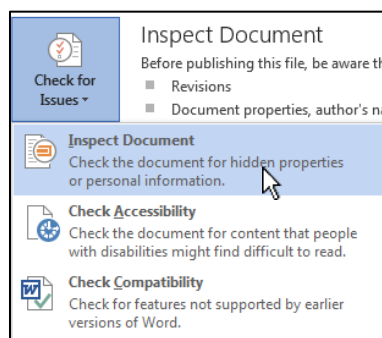 Inspect Document
Before publishing this file, be aware th
Check for
Issues
Revisions
Document properties, author's na
Inspect Document
Check the document for hidden properties
or personal information.
Check Accessibility
Check the document for content that people
with disabilities might find difficult to read.
Check Compatibility
Check for features not supported by earlier
versions of Word.